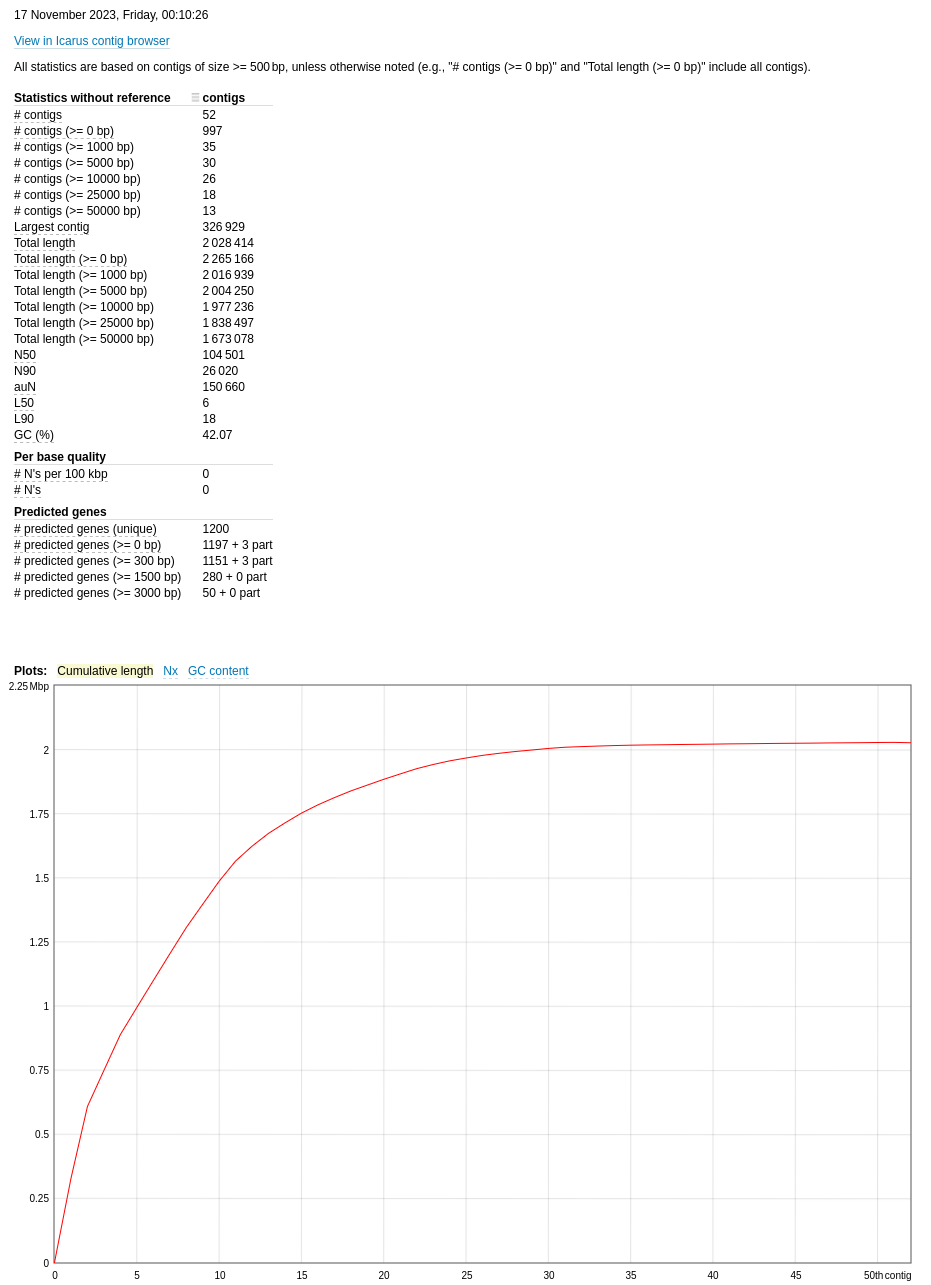 17 November 2023, Friday, 00:10:26
View in Icarus contig browser
All statistics are based on contigs of size >= 500 bp, unless otherwise noted (e.g., "# contigs (>= 0 bp)" and "Total length (>= 0 bp)" include all contigs).
Statistics without reference contigs
# contigs 52
# contigs (>= 0 bp) 997
# contigs (>= 1000 bp) 35
# contigs (>= 5000 bp) 30
# contigs (>= 10000 bp) 26
# contigs (>= 25000 bp) 18
# contigs (>= 50000 bp) 13
Largest contig 326 929
Total length 2 028 414
Total length (>= 0 bp) 2 265 166
Total length (>= 1000 bp) 2 016 939
Total length (>= 5000 bp) 2 004 250
Total length (>= 10000 bp) 1 977 236
Total length (>= 25000 bp) 1 838 497
Total length (>= 50000 bp) 1 673 078
N50 104 501
N90 26 020
auN 150 660
L50 6
L90 18
GC (%) 42.07
Per base quality
# N's per 100 kbp 0
# N's 0
Predicted genes
# predicted genes (unique) 1200
# predicted genes (>= 0 bp) 1197 + 3 part
# predicted genes (>= 300 bp) 1151 + 3 part
# predicted genes (>= 1500 bp) 280 + 0 part
# predicted genes (>= 3000 bp) 50 + 0 part
Plots: Cumulative length Nx GC content
2.25 Mbp
2
1.75
1.5
1.25
1
0.75
0.5
0.25
0
0 5 10 15 20 25 30 35 40 45 50th contig